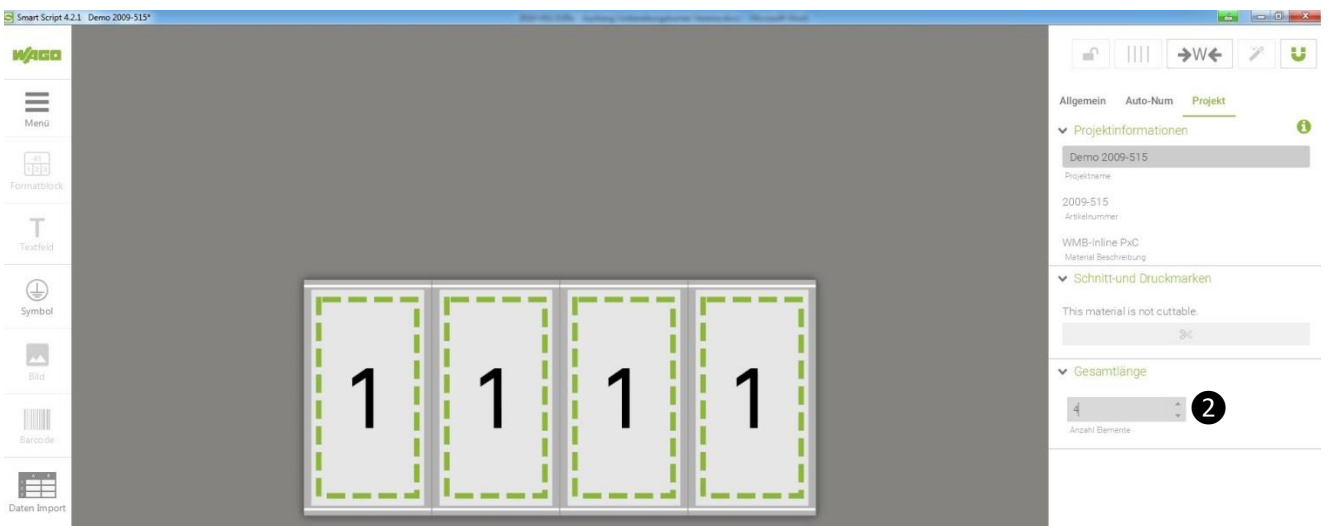 Smart Script 4.2.1 Demo 2009-515*
WAGO
Menü
Formatblock
Textfeld
Symbol
Bild
Barcode
Daten Import
1 1 1 1
W
Allgemein Auto-Num Projekt
Projektinformationen
Demo 2009-515
Projektname
2009-515
Artikelnummer
WMB-Inline PxC
Material Beschreibung
Schnitt-und Druckmarken
This material is not cuttable.
Gesamtlänge
4
2
Anzahl Elemente